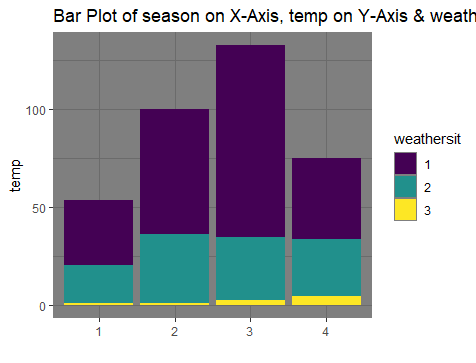 Bar Plot of season on X-Axis, temp on Y-Axis & weath
temp
100
50
0
1 2 3 4
weathersit
1
2
3